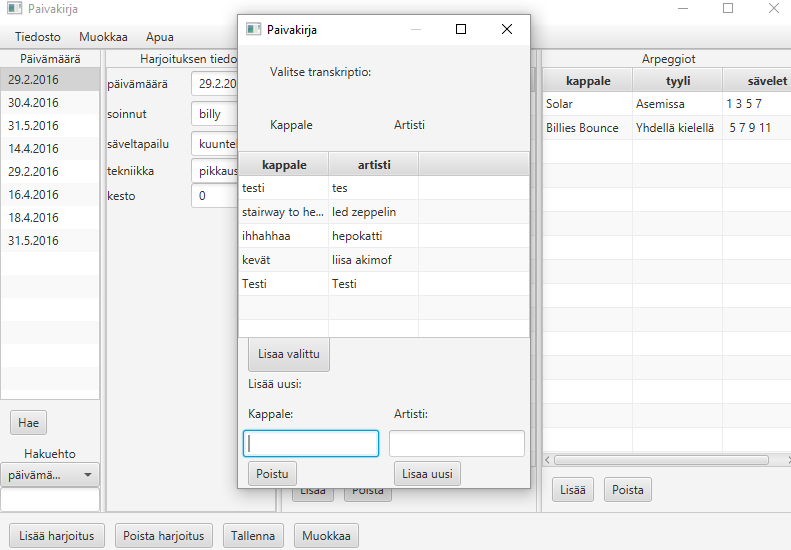 Paivakirja
Tiedosto Muokkaa Apua
Päivämäärä
29.2.2016
30.4.2016
31.5.2016
14.4.2016
29.2.2016
16.4.2016
18.4.2016
31.5.2016
Hae
Hakuehto
päivämä...
Harjoituksen tiedo
päivämäärä 29.2.20
soinnut billy
säveltapailu kuuntel
tekniikka pikkaus
kesto 0
Paivakirja
Valitse transkriptio:
Kappale Artisti
kappale artisti
testi tes
stairway to he... led zeppelin
ihhahhaa hepokatti
kevät liisa akimof
Testi Testi
Lisaa valittu
Lisää uusi:
Kappale: Artisti:
Poistu Lisaa uusi
Lisää Poista
Arpeggiot
kappale tyyli sävelet
Solar Asemissa 1 3 5 7
Billies Bounce Yhdellä kielellä 5 7 9 11
Lisää Poista
Lisää harjoitus Poista harjoitus Tallenna Muokkaa